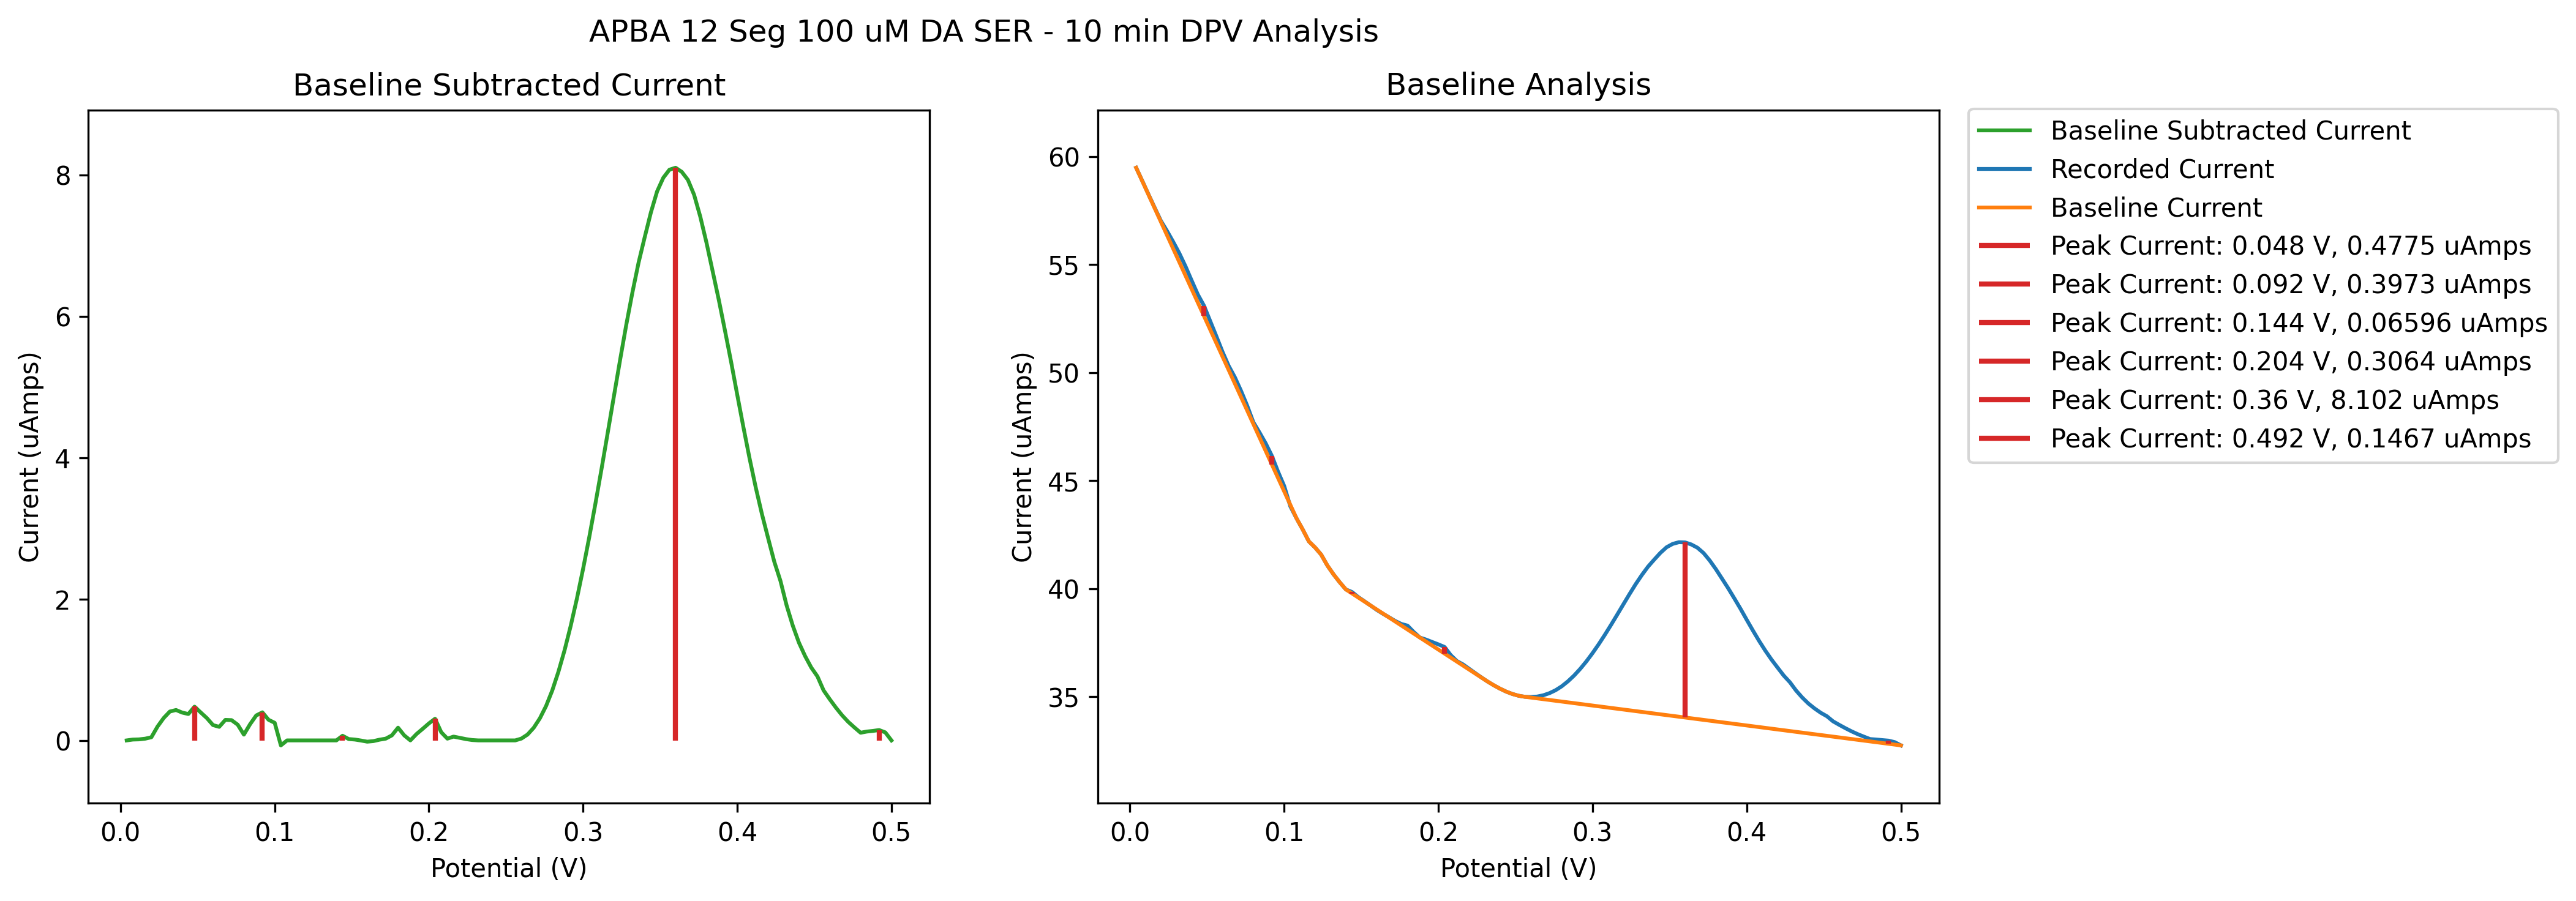 APBA 12 Seg 100 uM DA SER - 10 min DPV Analysis
Baseline Subtracted Current
Current (uAmps)
8
6
4
2
0
0.0 0.1 0.2 0.3 0.4 0.5
Potential (V)
Baseline Analysis
Current (uAmps)
60
55
50
45
40
35
0.0 0.1 0.2 0.3 0.4 0.5
Potential (V)
Baseline Subtracted Current
Recorded Current
Baseline Current
Peak Current: 0.048 V, 0.4775 uAmps
Peak Current: 0.092 V, 0.3973 uAmps
Peak Current: 0.144 V, 0.06596 uAmps
Peak Current: 0.204 V, 0.3064 uAmps
Peak Current: 0.36 V, 8.102 uAmps
Peak Current: 0.492 V, 0.1467 uAmps